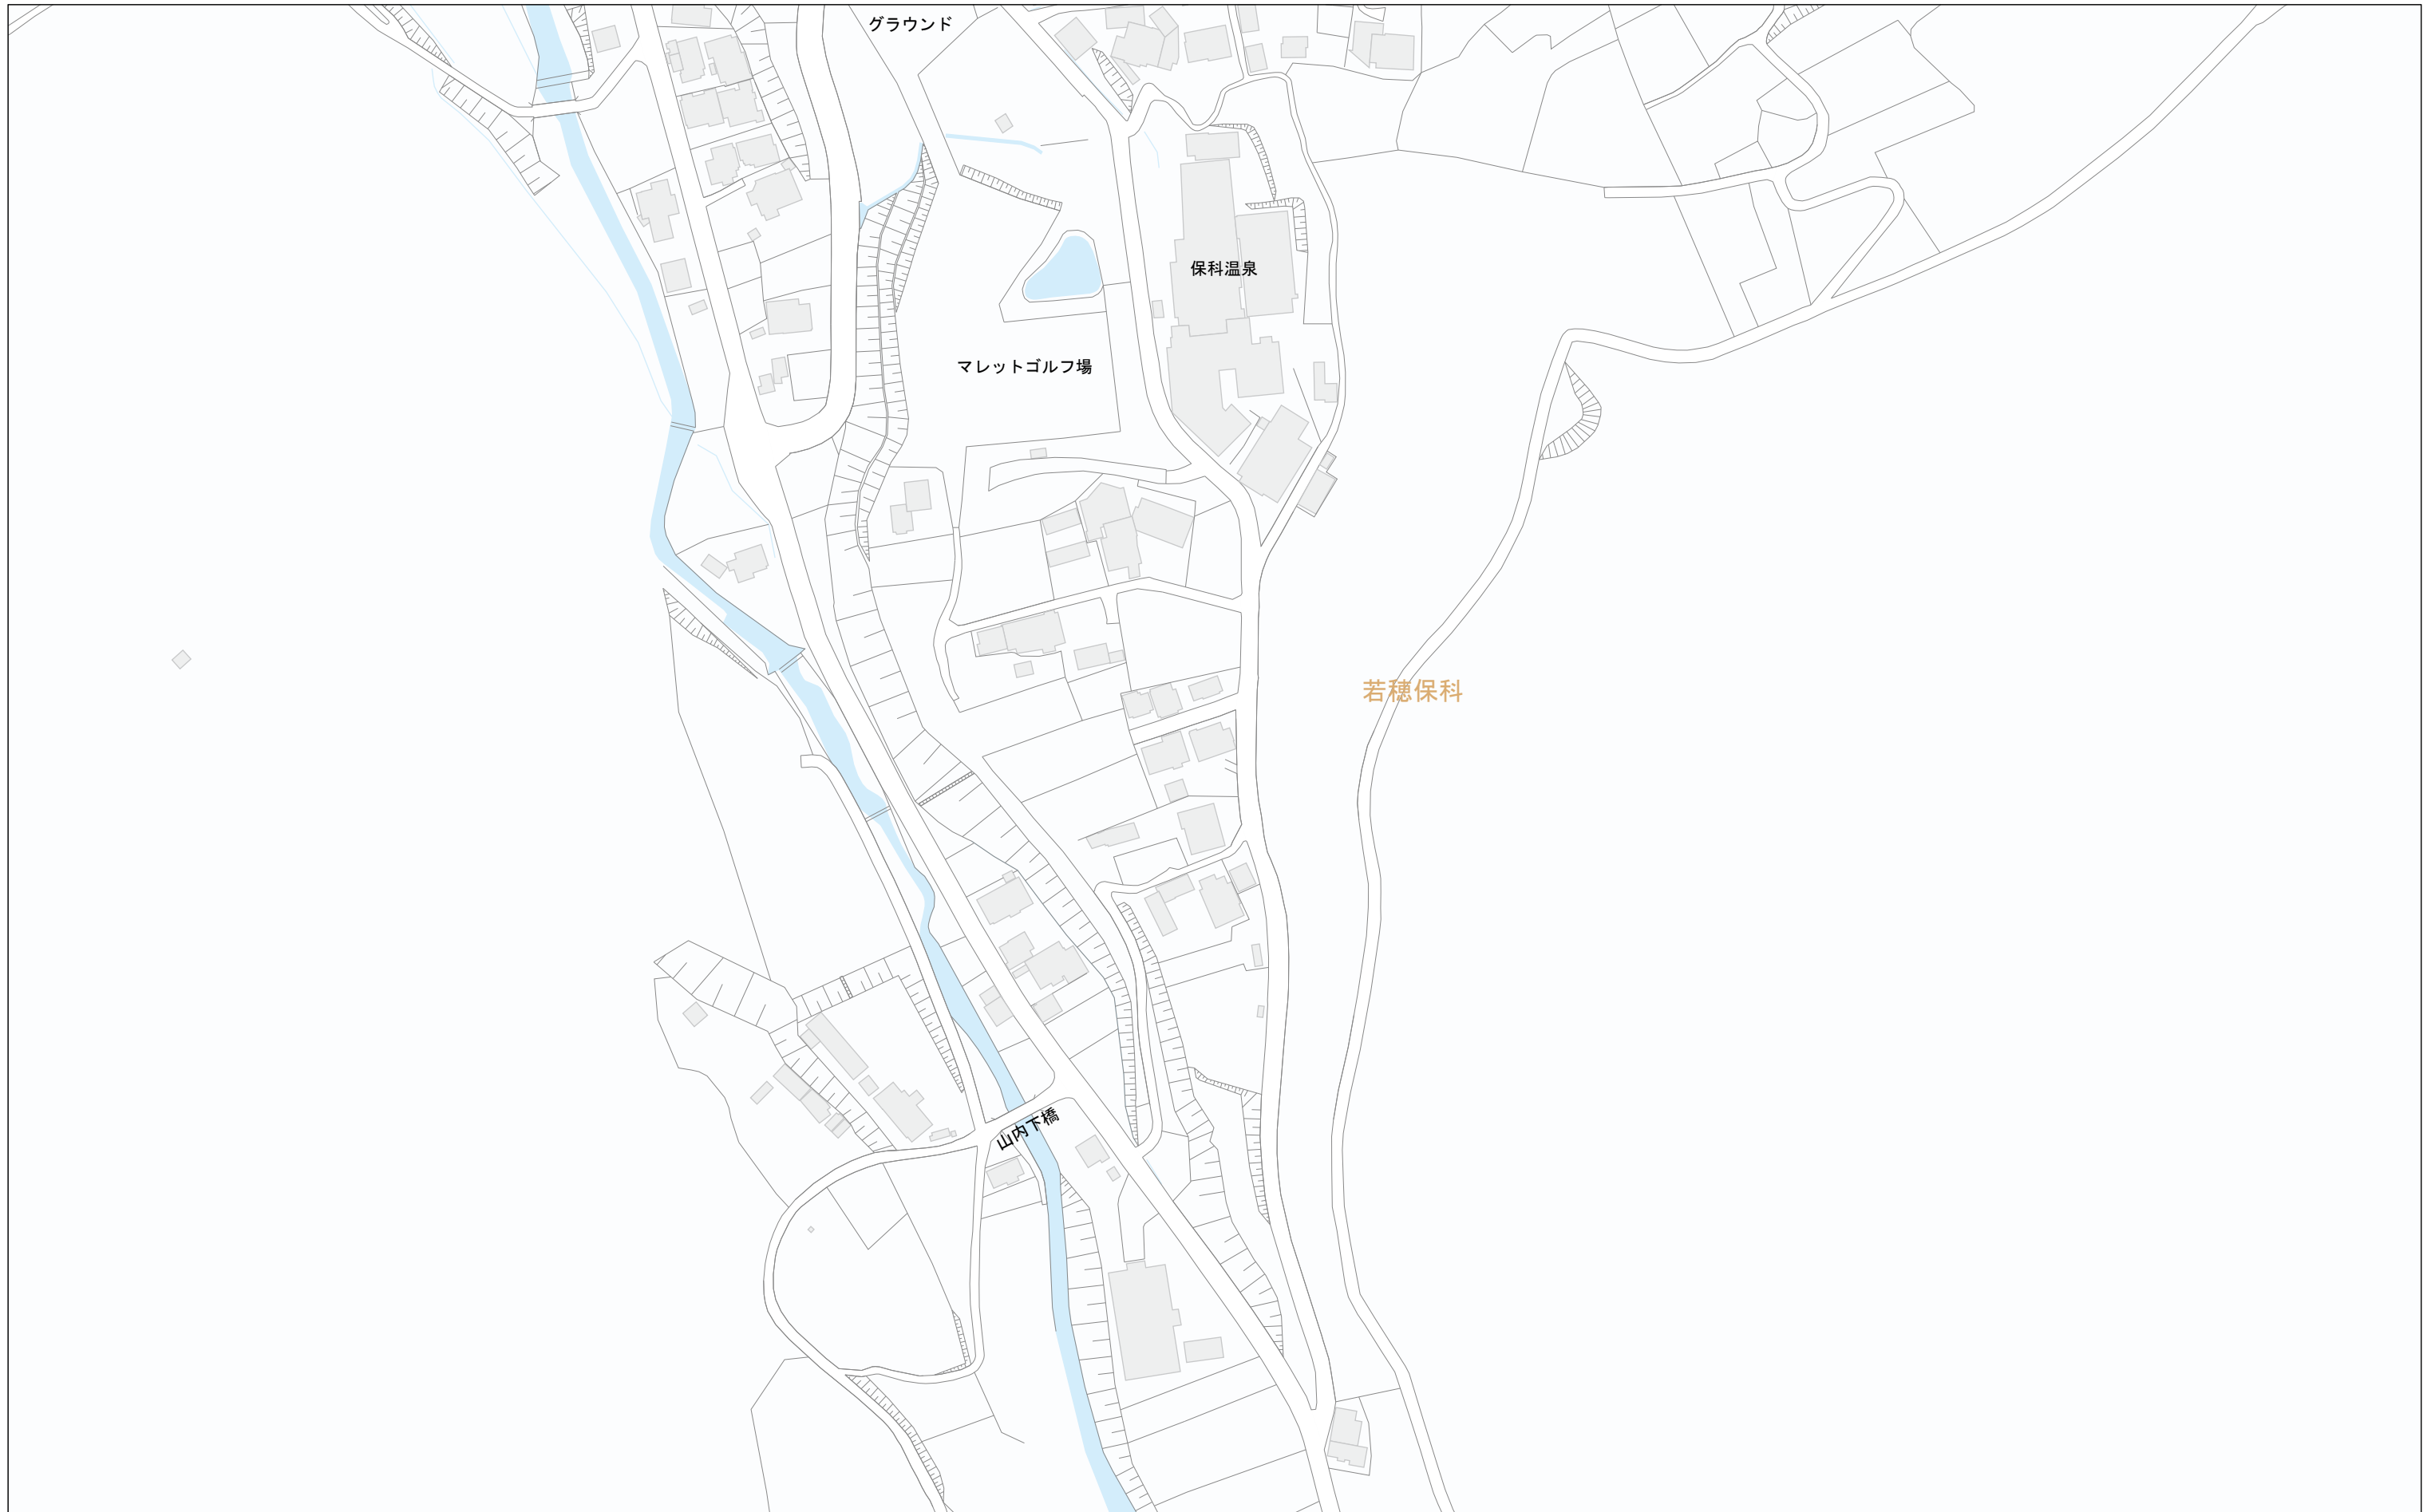 グラウンド
保科温泉
マレットゴルフ場
若穂保科
山内下橋